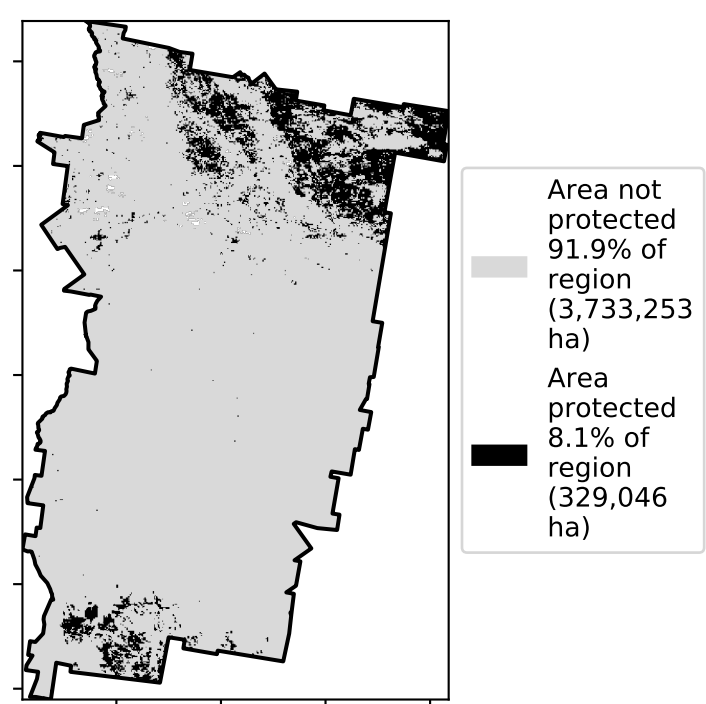 Area not
protected
91.9% of
region
(3,733,253
ha)
Area
protected
8.1% of
region
(329,046
ha)